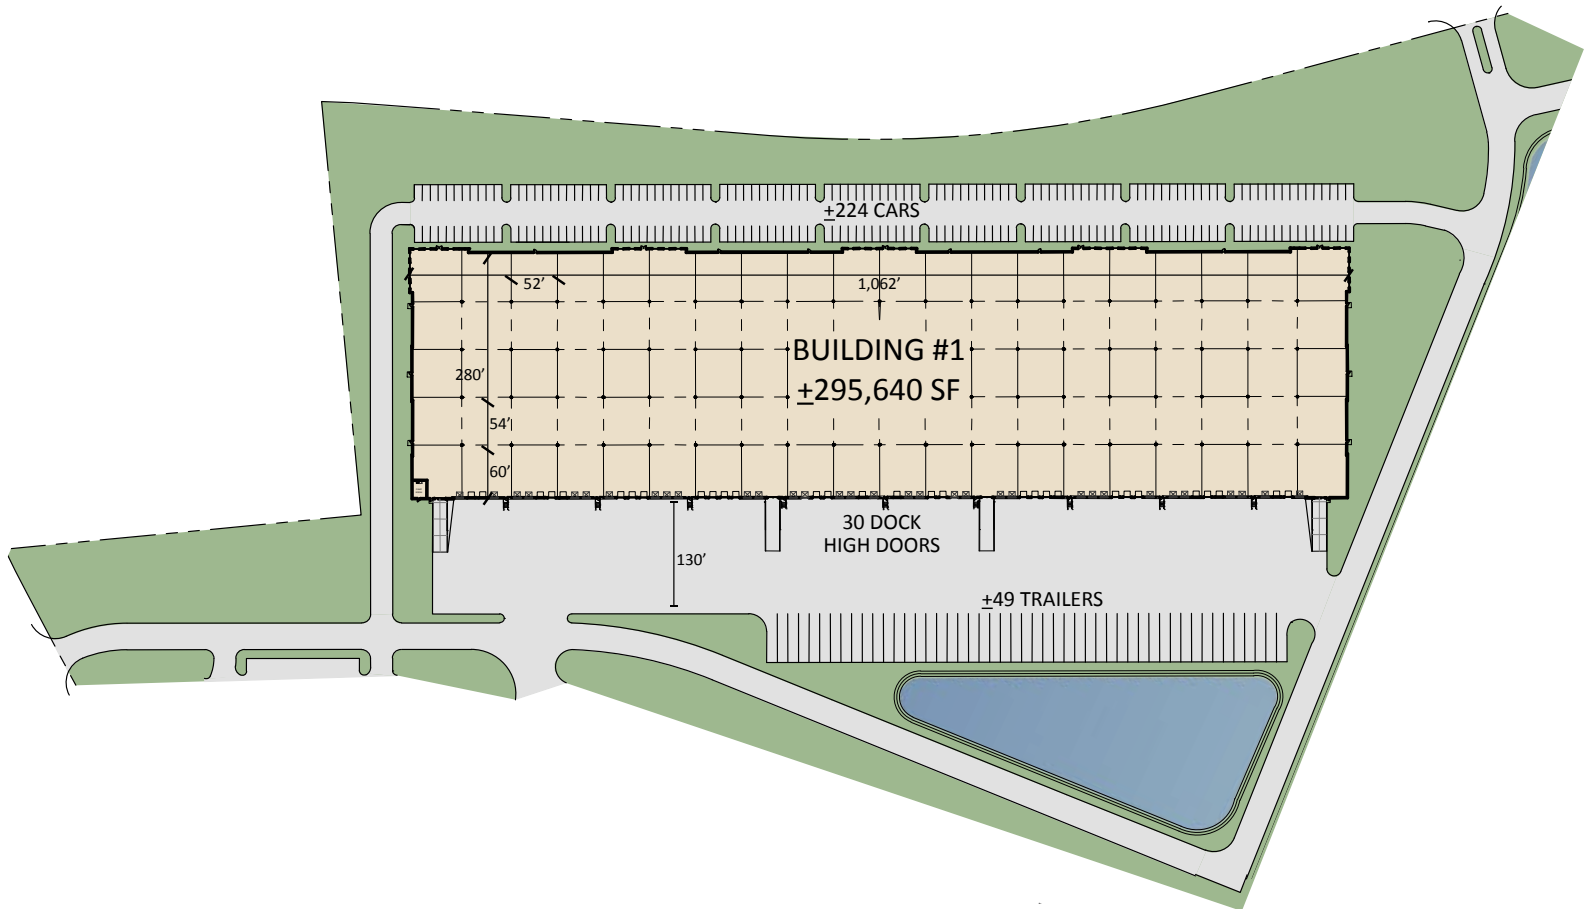 ±224 CARS
52’
1,062’
BUILDING #1
±295,640 SF
280’
54’
60’
30 DOCK
HIGH DOORS
130’
±49 TRAILERS